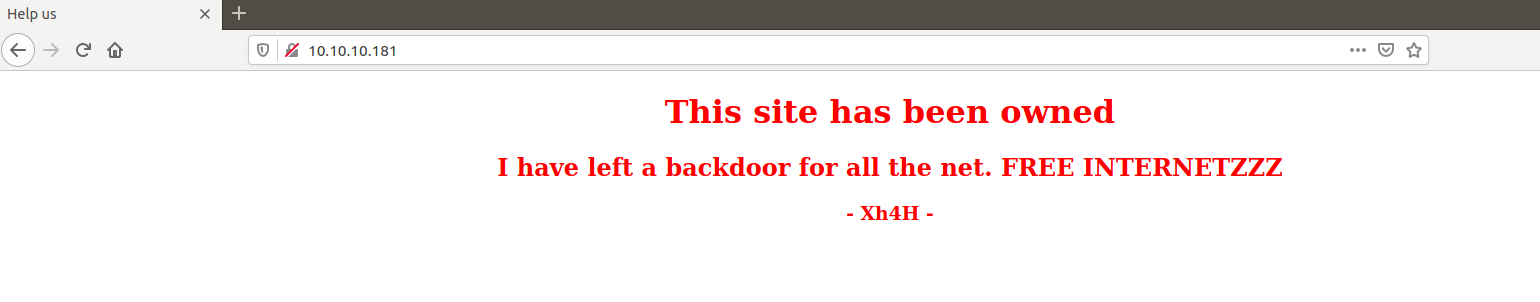 Help us
10.10.10.181
This site has been owned
I have left a backdoor for all the net. FREE INTERNETZZZ
- Xh4H -